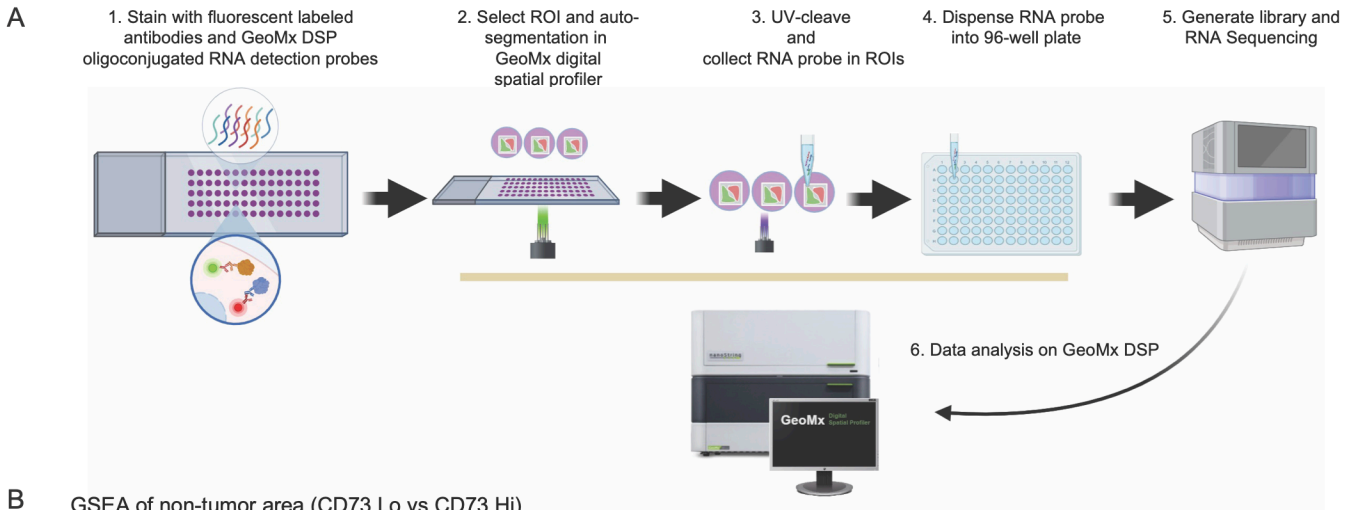 A
1. Stain with fluorescent labeled
antibodies and GeoMx DSP
oligoconjugated RNA detection probes
2. Select ROI and auto-
segmentation in
GeoMx digital
spatial profiler
3. UV-cleave
and
collect RNA probe in ROIs
4. Dispense RNA probe
into 96-well plate
5. Generate library and
RNA Sequencing
nanoString
6. Data analysis on GeoMx DSP
GeoMx Digital
Spatial Profiler
B
GSEA of non-tumor area (CD73 Lo vs CD73 Hi)